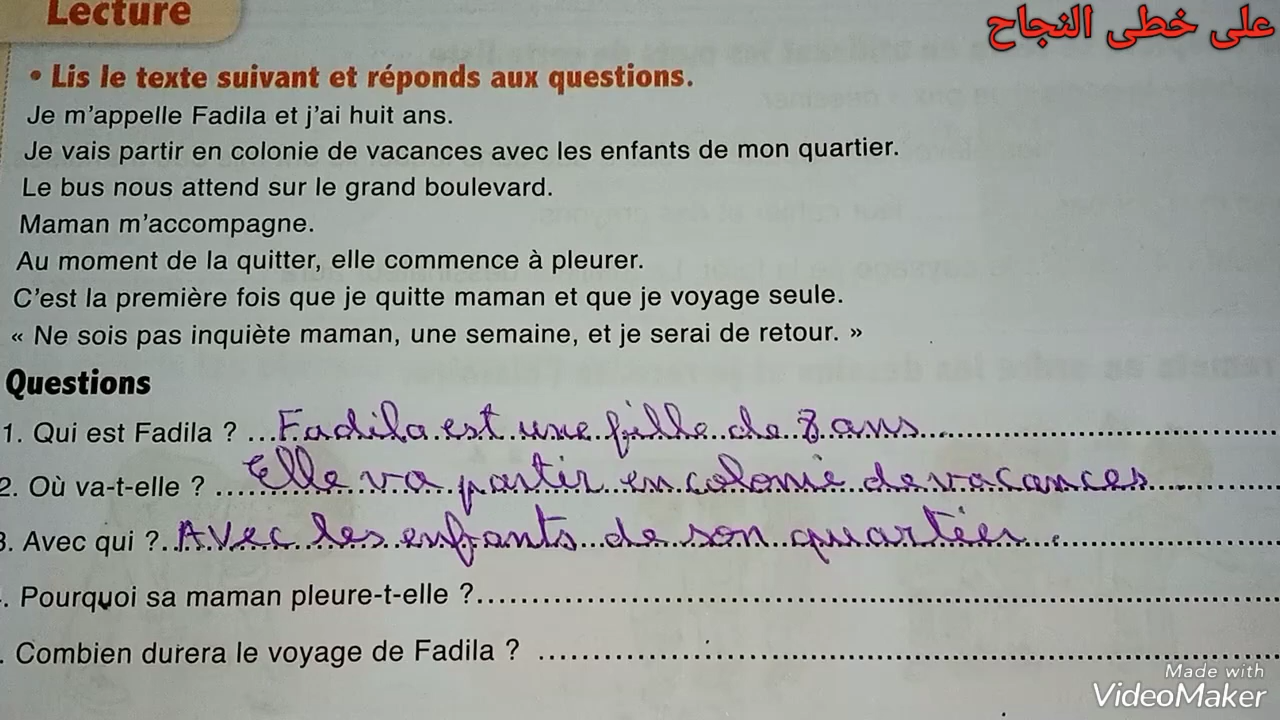 Lecture
على خطى النجاح
• Lis le texte suivant et réponds aux questions.
Je m'appelle Fadila et j'ai huit ans.
Je vais partir en colonie de vacances avec les enfants de mon quartier.
Le bus nous attend sur le grand boulevard.
Maman m'accompagne.
Au moment de la quitter, elle commence à pleurer.
C'est la première fois que je quitte maman et que je voyage seule.
« Ne sois pas inquiète maman, une semaine, et je serai de retour. »
Questions
1. Qui est Fadila ? ...Fadila est une fille de 8 ans.......
2. Où va-t-elle ? ....Elle va partir en colonie de vacances....
3. Avec qui ?..Avec les enfants de son quartier.......
. Pourquoi sa maman pleure-t-elle ?..............
. Combien durera le voyage de Fadila ? ..............
Made with
VideoMaker